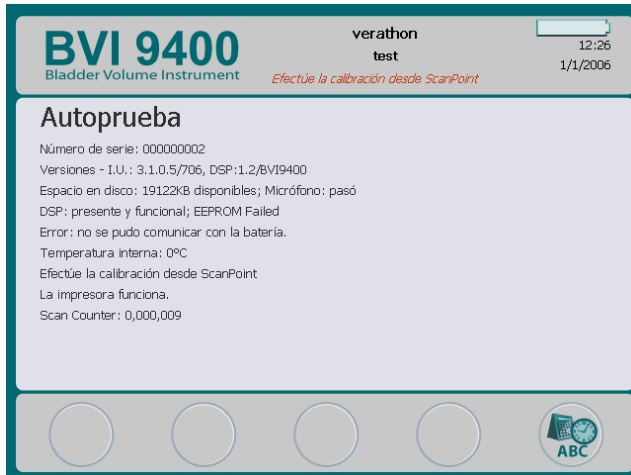 BVI 9400
Bladder Volume Instrument
verathon
test
Efectúe la calibración desde ScanPoint
12:26
1/1/2006
Autoprueba
Número de serie: 000000002
Versiones - I.U.: 3.1.0.5/706, DSP:1.2/BVI9400
Espacio en disco: 19122KB disponibles; Micrófono: pasó
DSP: presente y funcional; EEPROM Failed
Error: no se pudo comunicar con la batería.
Temperatura interna: 0ºC
Efectúe la calibración desde ScanPoint
La impresora funciona.
Scan Counter: 0,000,009
ABC